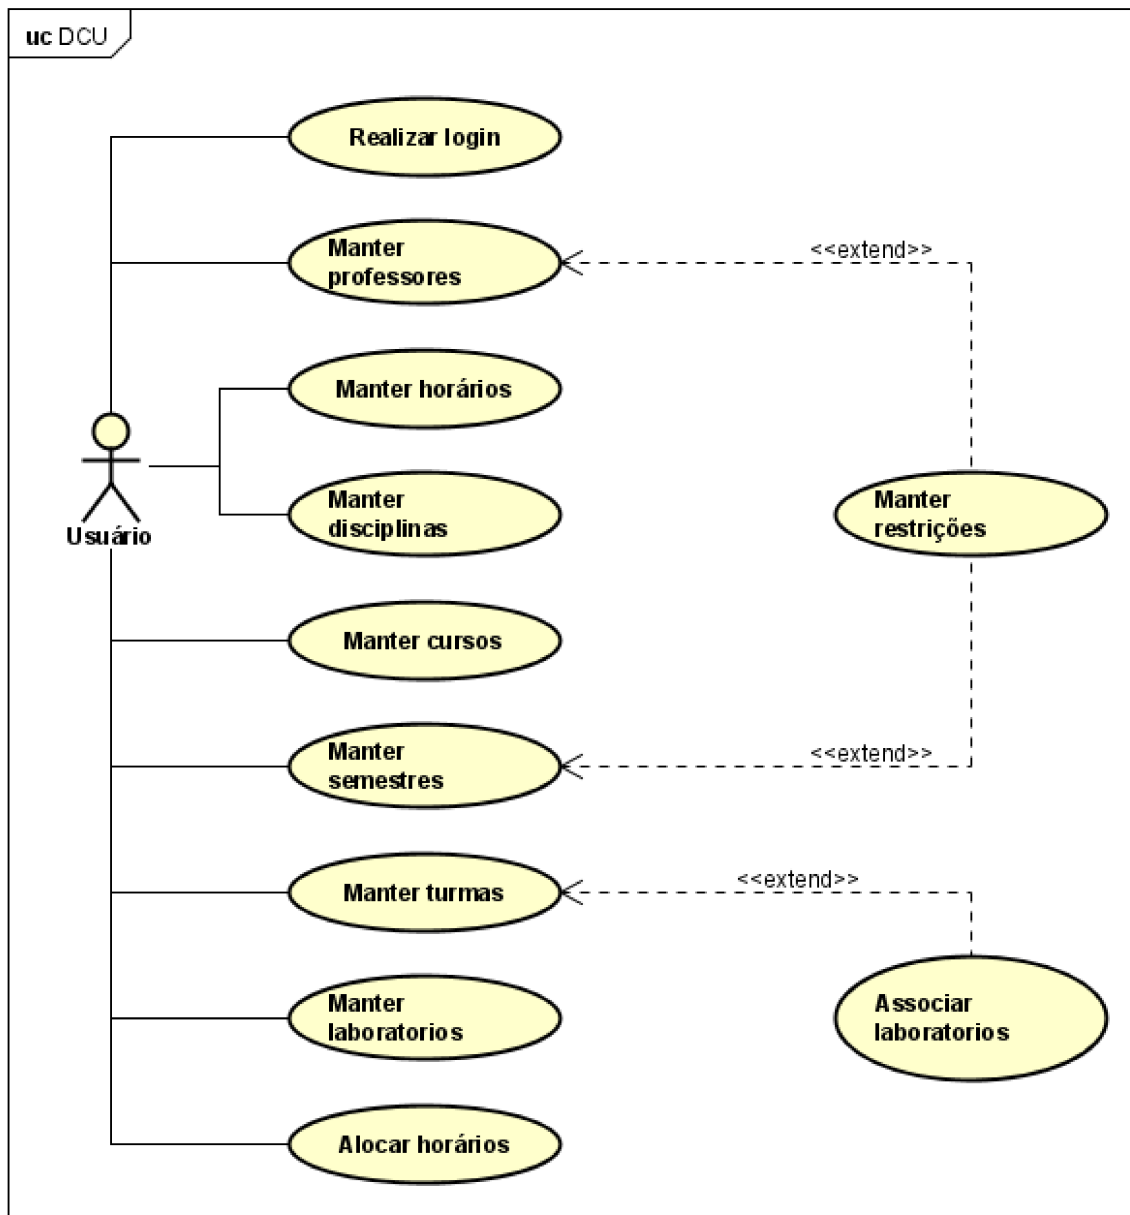 uc DCU
Realizar login
Manter
professores
<<extend>>
Manter horários
Usuário
Manter
disciplinas
Manter
restrições
Manter cursos
Manter
semestres
<<extend>>
Manter turmas
<<extend>>
Manter
laboratorios
Associar
laboratorios
Alocar horários